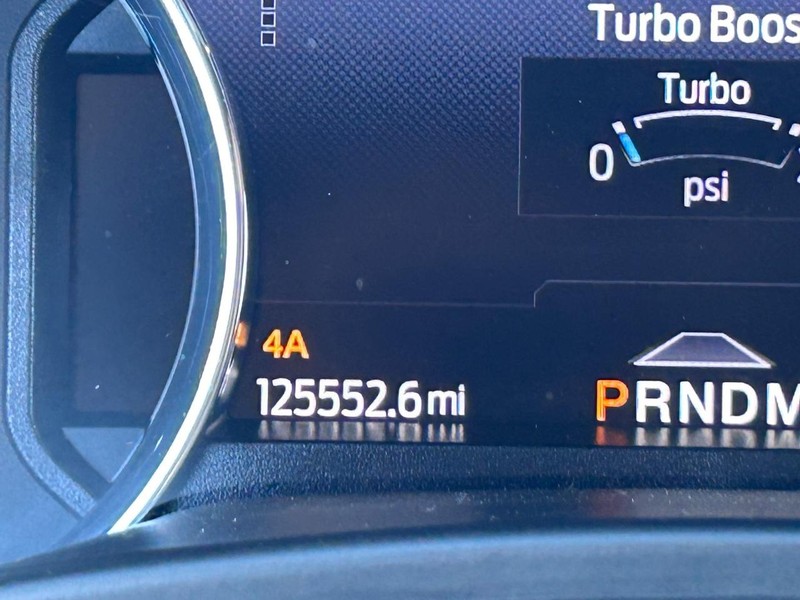 Turbo Boos
Turbo
0
psi
4A
125552.6 mi
PRNDM